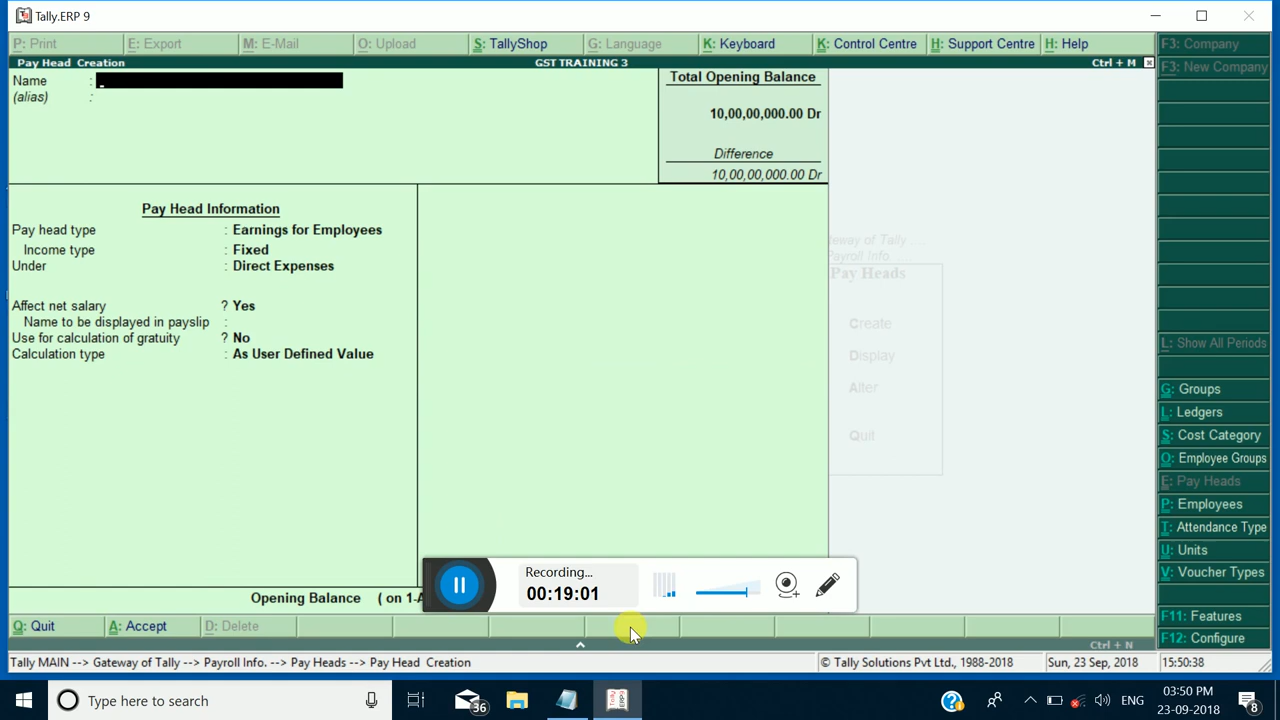 Tally.ERP 9
P: Print E: Export M: E-Mail O: Upload S: TallyShop G: Language K: Keyboard K: Control Centre H: Support Centre H: Help
F3: Company
Pay Head Creation GST TRAINING 3 Ctrl + M
F3: New Company
Name :
(alias) :
Total Opening Balance
10,00,00,000.00 Dr
Difference
10,00,00,000.00 Dr
Pay Head Information
Pay head type : Earnings for Employees
Income type : Fixed
Under : Direct Expenses
Affect net salary ? Yes
Name to be displayed in payslip :
Use for calculation of gratuity ? No
Calculation type : As User Defined Value
teway of Tally ......
Payroll Info. ...
Pay Heads
Create
Display
Alter
Quit
L: Show All Periods
G: Groups
L: Ledgers
S: Cost Category
O: Employee Groups
E: Pay Heads
P: Employees
T: Attendance Type
U: Units
V: Voucher Types
F11: Features
F12: Configure
Recording...
00:19:01
Opening Balance ( on 1-A
Q: Quit A: Accept D: Delete
Ctrl + N
Tally MAIN --> Gateway of Tally --> Payroll Info. --> Pay Heads --> Pay Head Creation © Tally Solutions Pvt Ltd., 1988-2018 Sun, 23 Sep, 2018 15:50:38
Type here to search
36
ENG
03:50 PM
23-09-2018
8